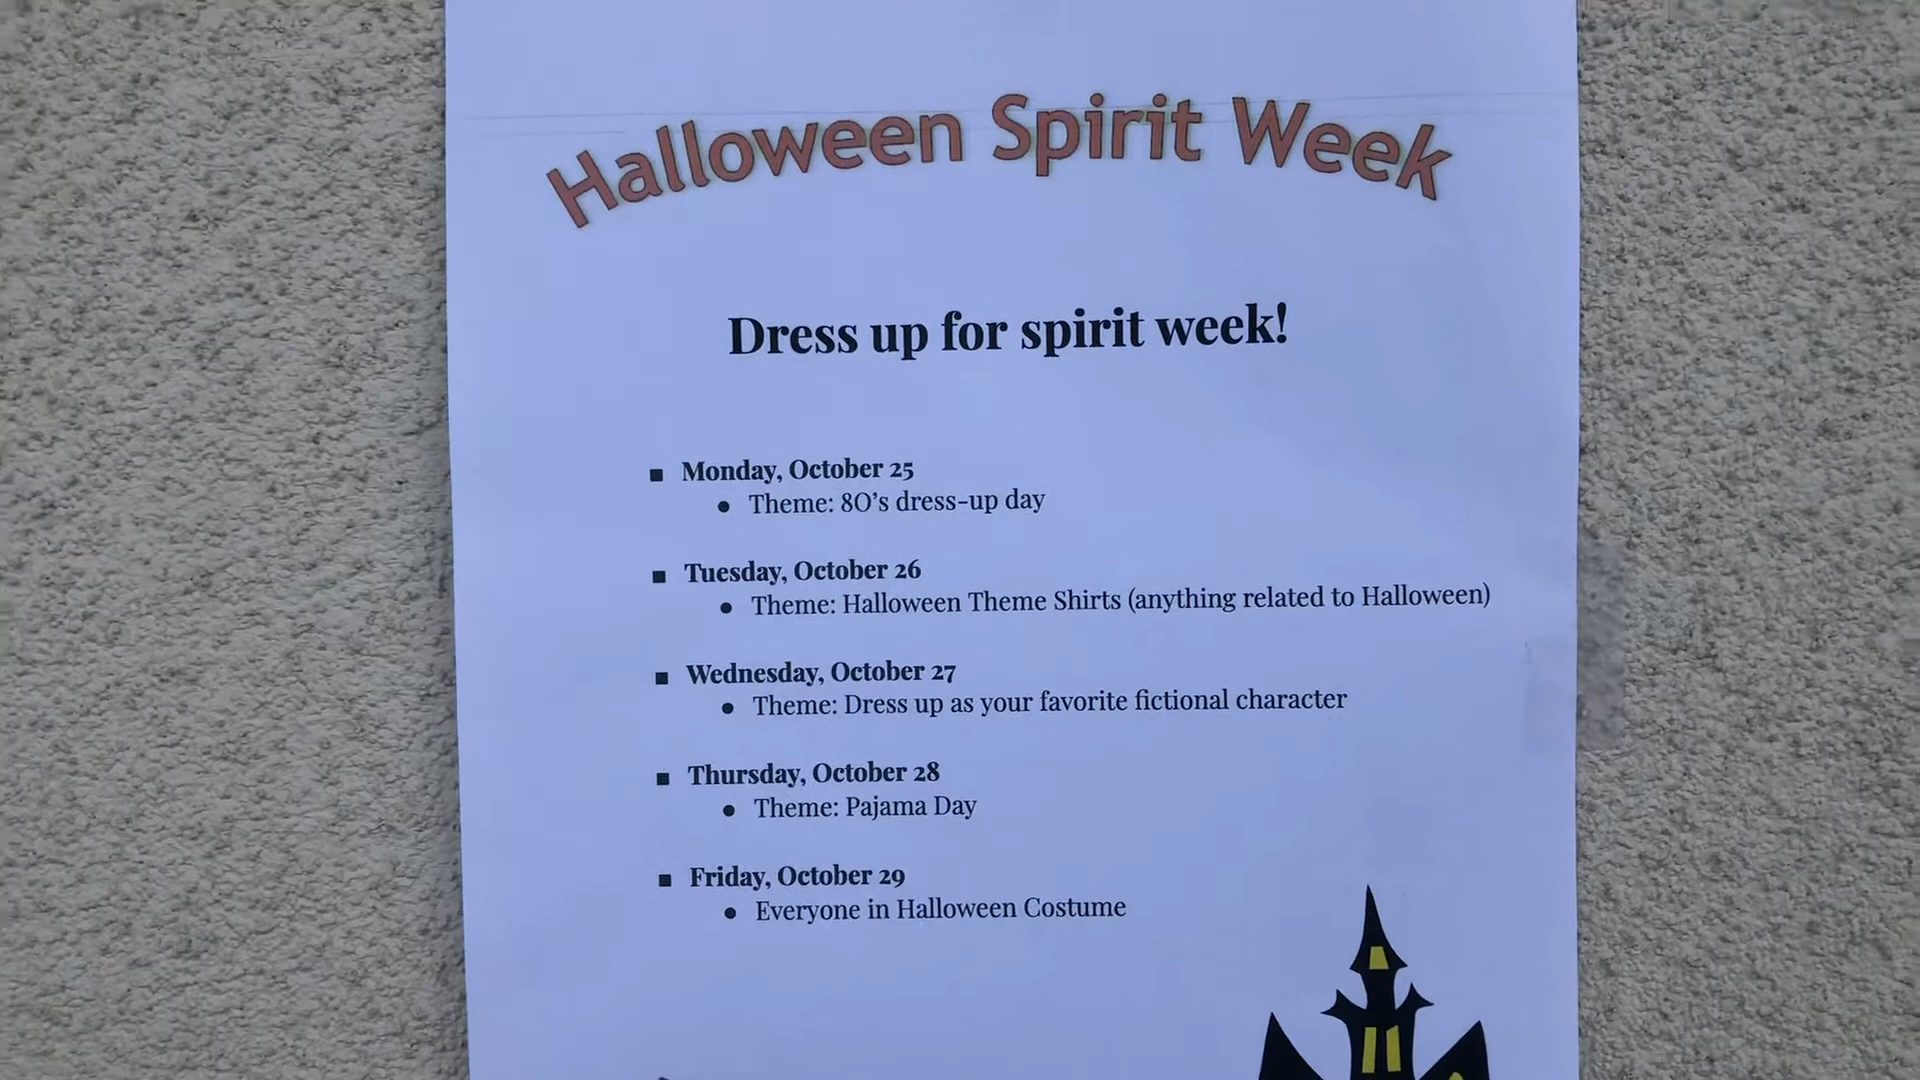 Halloween Spirit Week
Dress up for spirit week!
■ Monday, October 25
● Theme: 80's dress-up day
■ Tuesday, October 26
● Theme: Halloween Theme Shirts (anything related to Halloween)
■ Wednesday, October 27
● Theme: Dress up as your favorite fictional character
■ Thursday, October 28
● Theme: Pajama Day
■ Friday, October 29
● Everyone in Halloween Costume